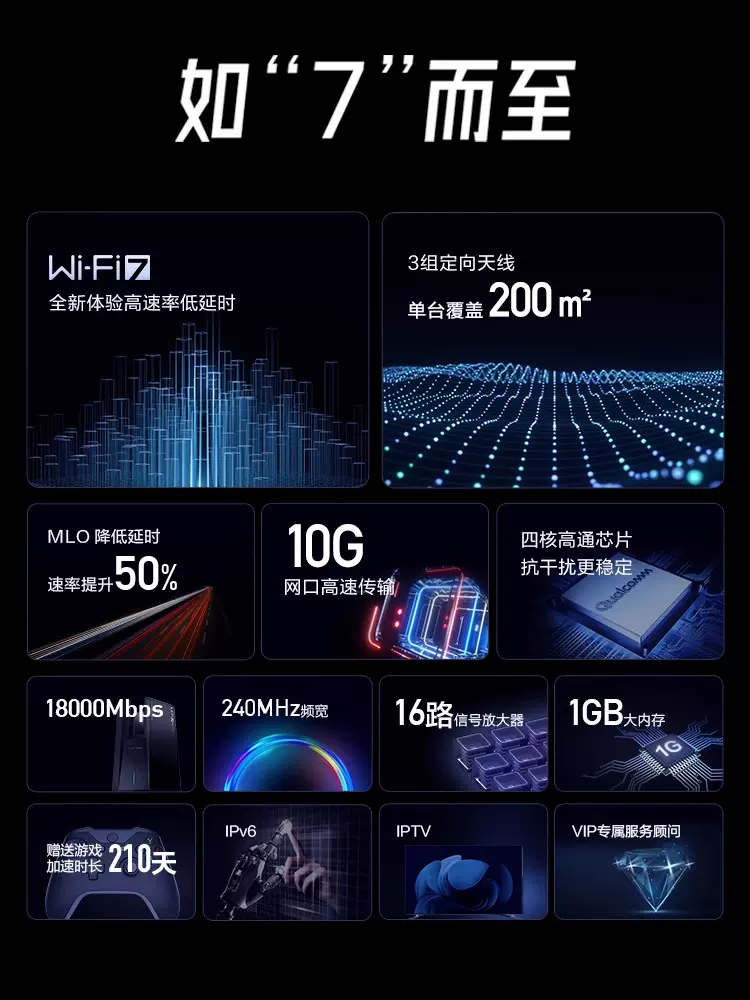 如“7”而至
Wi-Fi 7
全新体验高速率低延时
3组定向天线
单台覆盖200 m²
MLO 降低延时
速率提升50%
10G
网口高速传输
四核高通芯片
抗干扰更稳定
Qualcomm
18000Mbps
240MHz频宽
16路信号放大器
1GB大内存
1G
赠送游戏
加速时长 210天
IPv6
IPTV
VIP专属服务顾问